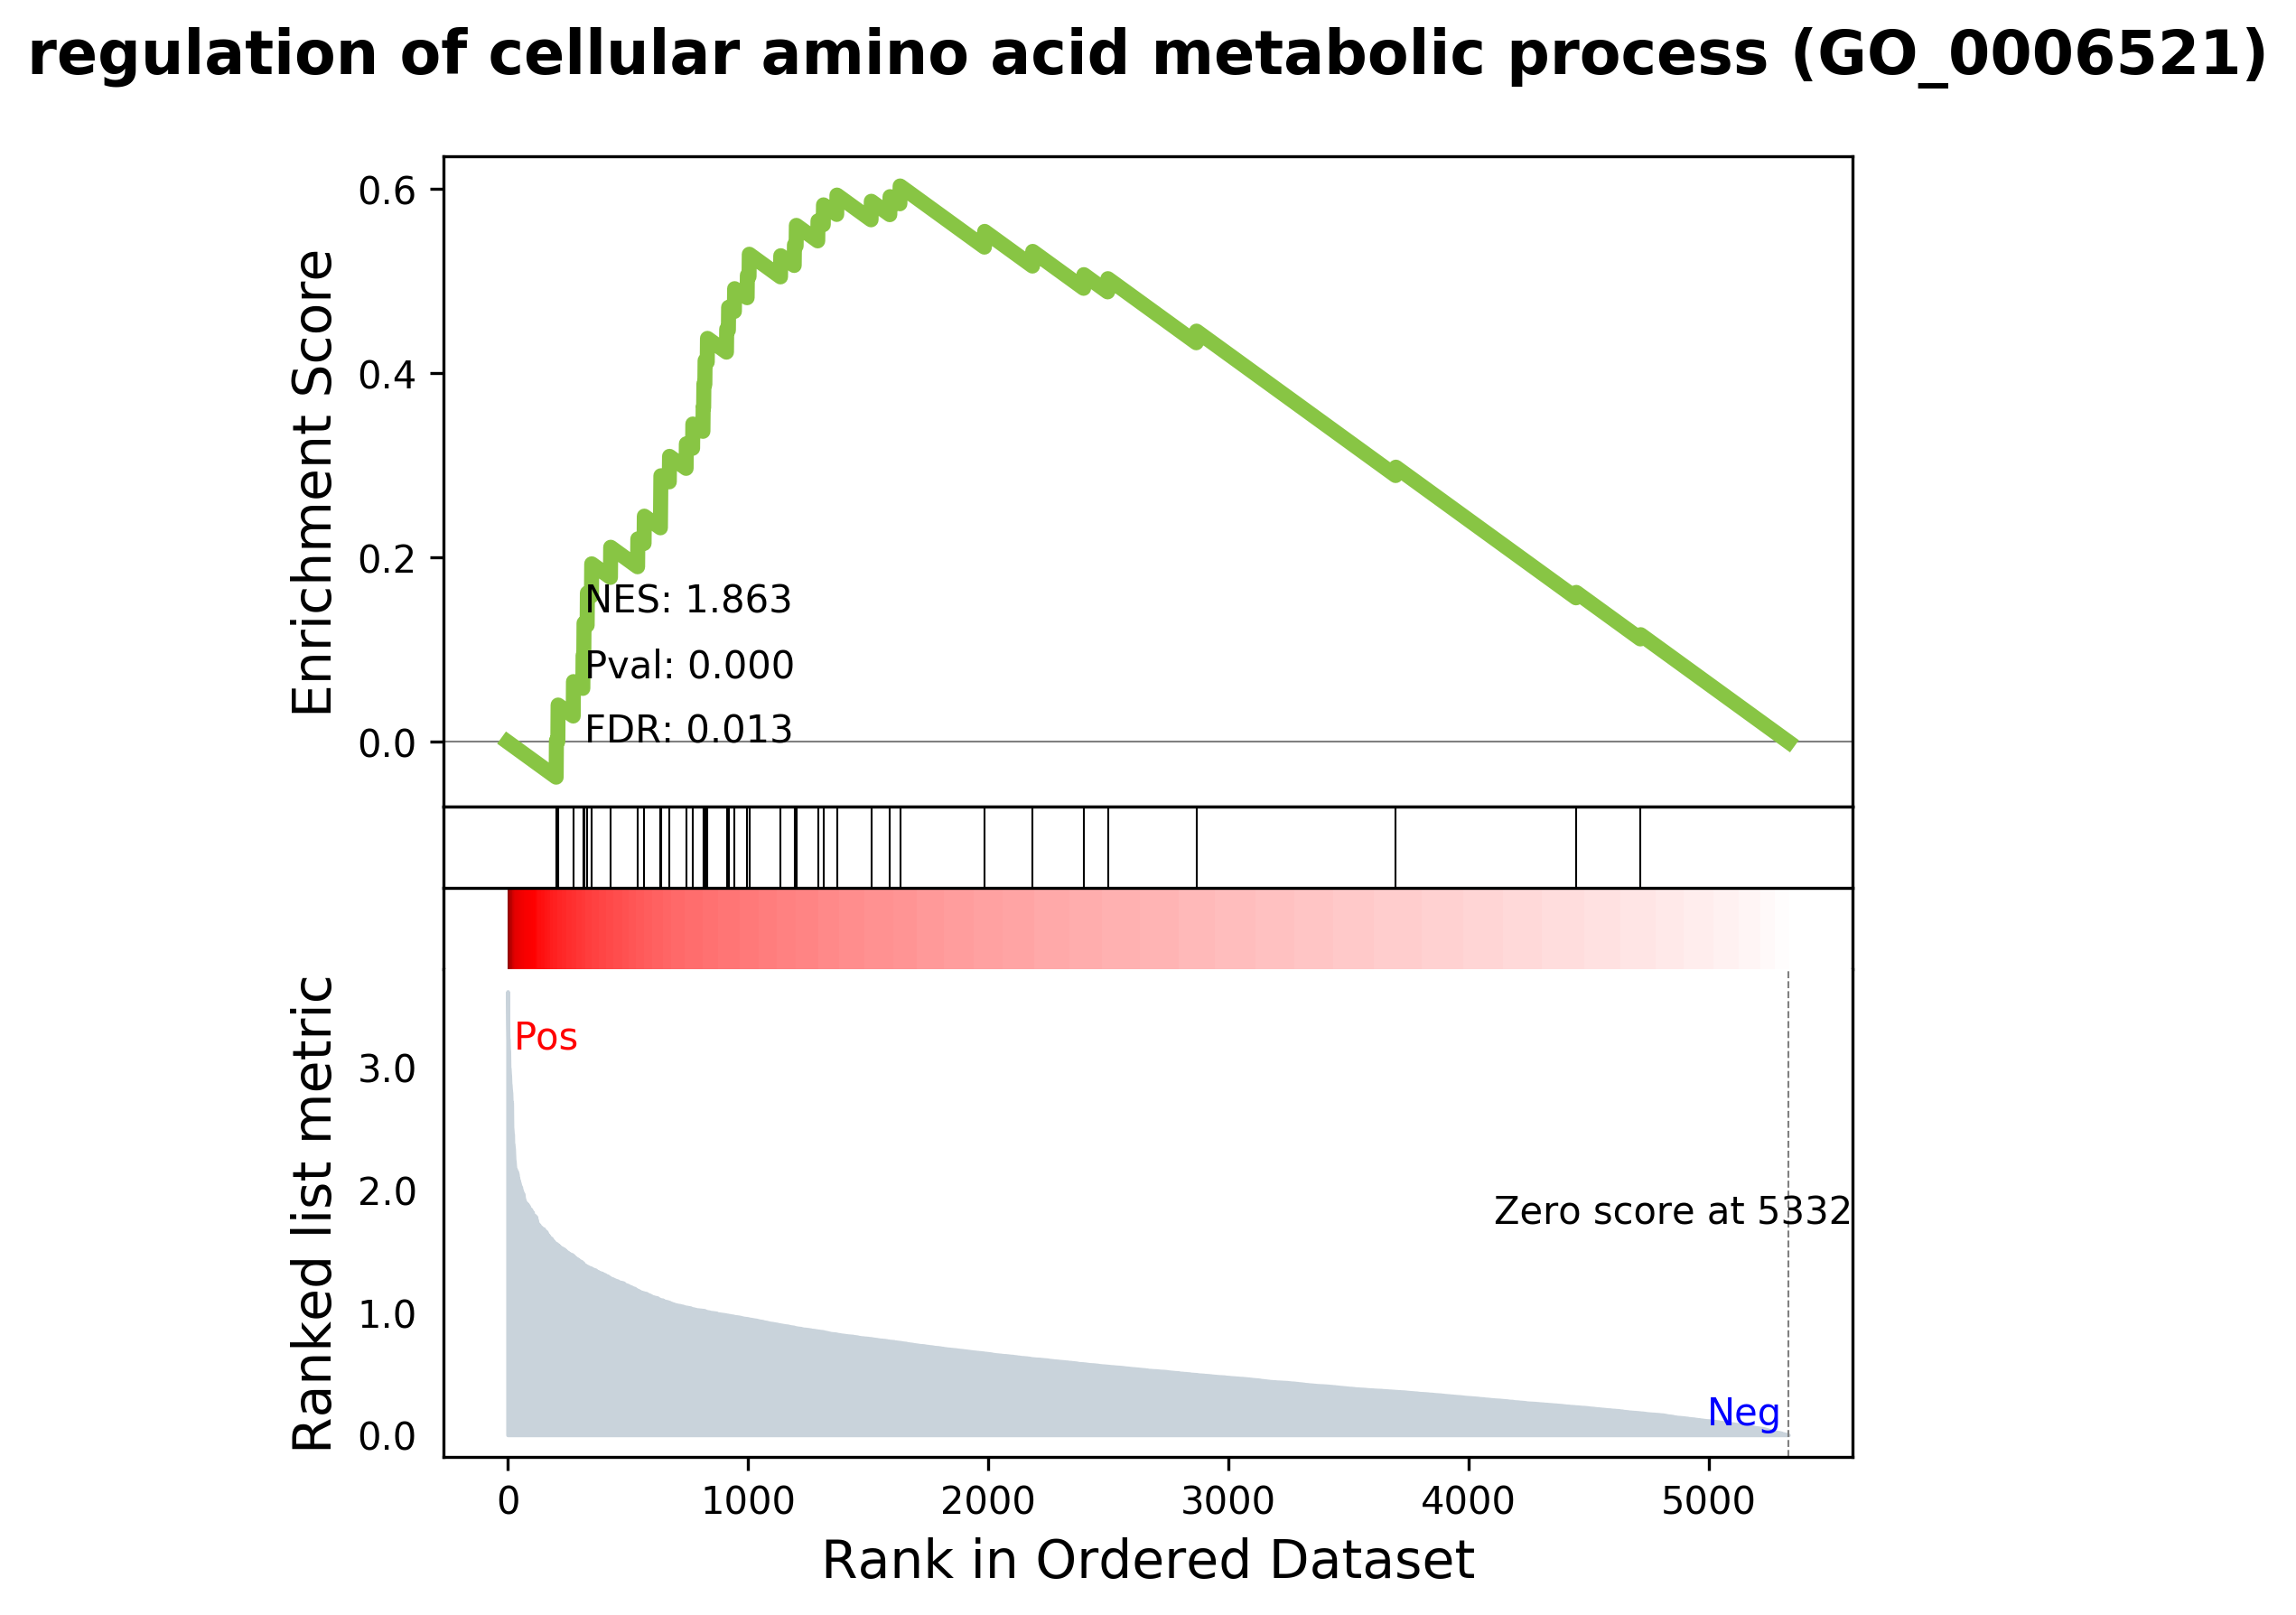 regulation of cellular amino acid metabolic process (GO_0006521)
Enrichment Score
0.6
0.4
0.2
0.0
NES: 1.863
Pval: 0.000
FDR: 0.013
Ranked list metric
3.0
2.0
1.0
0.0
Pos
Zero score at 5332
Neg
0 1000 2000 3000 4000 5000
Rank in Ordered Dataset